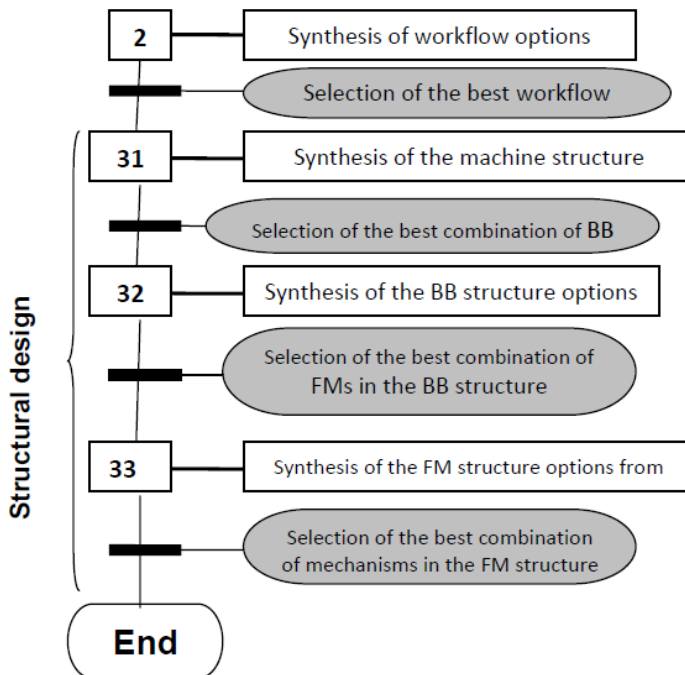 2
Synthesis of workflow options
Selection of the best workflow
31
Synthesis of the machine structure
Selection of the best combination of BB
32
Synthesis of the BB structure options
Selection of the best combination of
FMs in the BB structure
33
Synthesis of the FM structure options from
Selection of the best combination
of mechanisms in the FM structure
End
Structural design